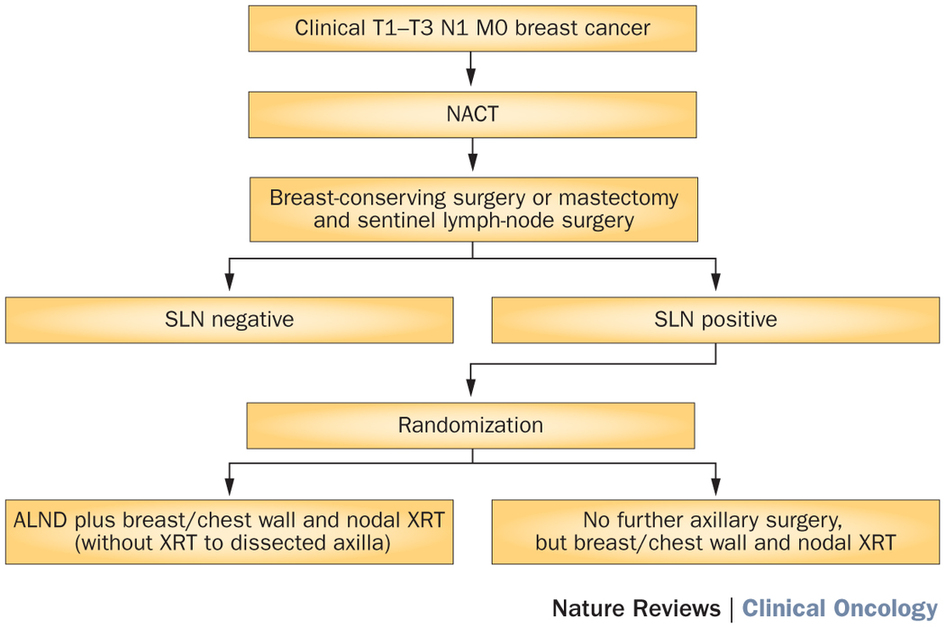 Clinical T1–T3 N1 M0 breast cancer
NACT
Breast-conserving surgery or mastectomy
and sentinel lymph-node surgery
SLN negative
SLN positive
Randomization
ALND plus breast/chest wall and nodal XRT
(without XRT to dissected axilla)
No further axillary surgery,
but breast/chest wall and nodal XRT
Nature Reviews | Clinical Oncology